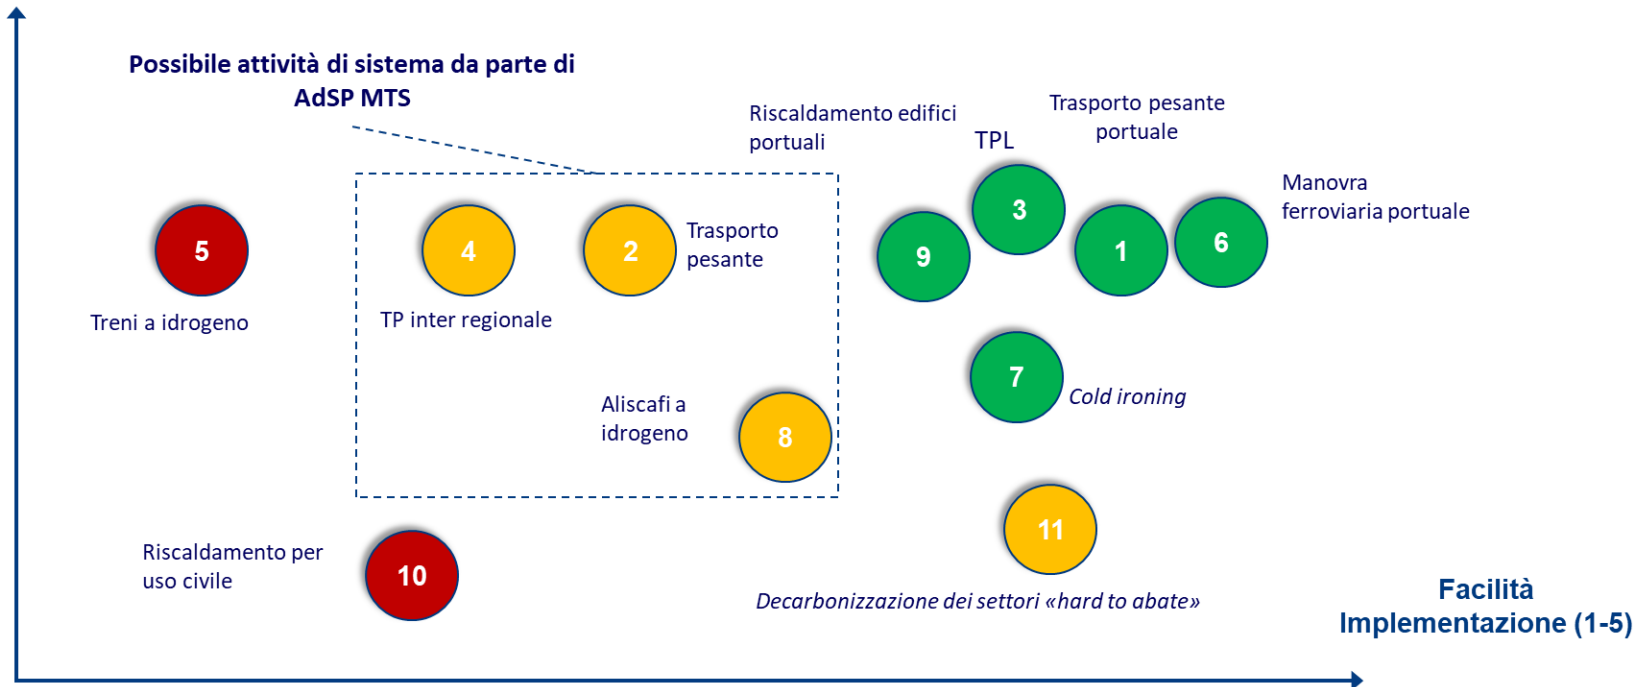 Possibile attività di sistema da parte di
AdSP MTS
Riscaldamento edifici
portuali
TPL
Trasporto pesante
portuale
Manovra
ferroviaria portuale
5
4
2
9
3
1
6
Trasporto
pesante
Treni a idrogeno
TP inter regionale
7
Cold ironing
Aliscafi a
idrogeno
8
11
Riscaldamento per
uso civile
10
Decarbonizzazione dei settori «hard to abate»
Facilità
Implementazione (1-5)